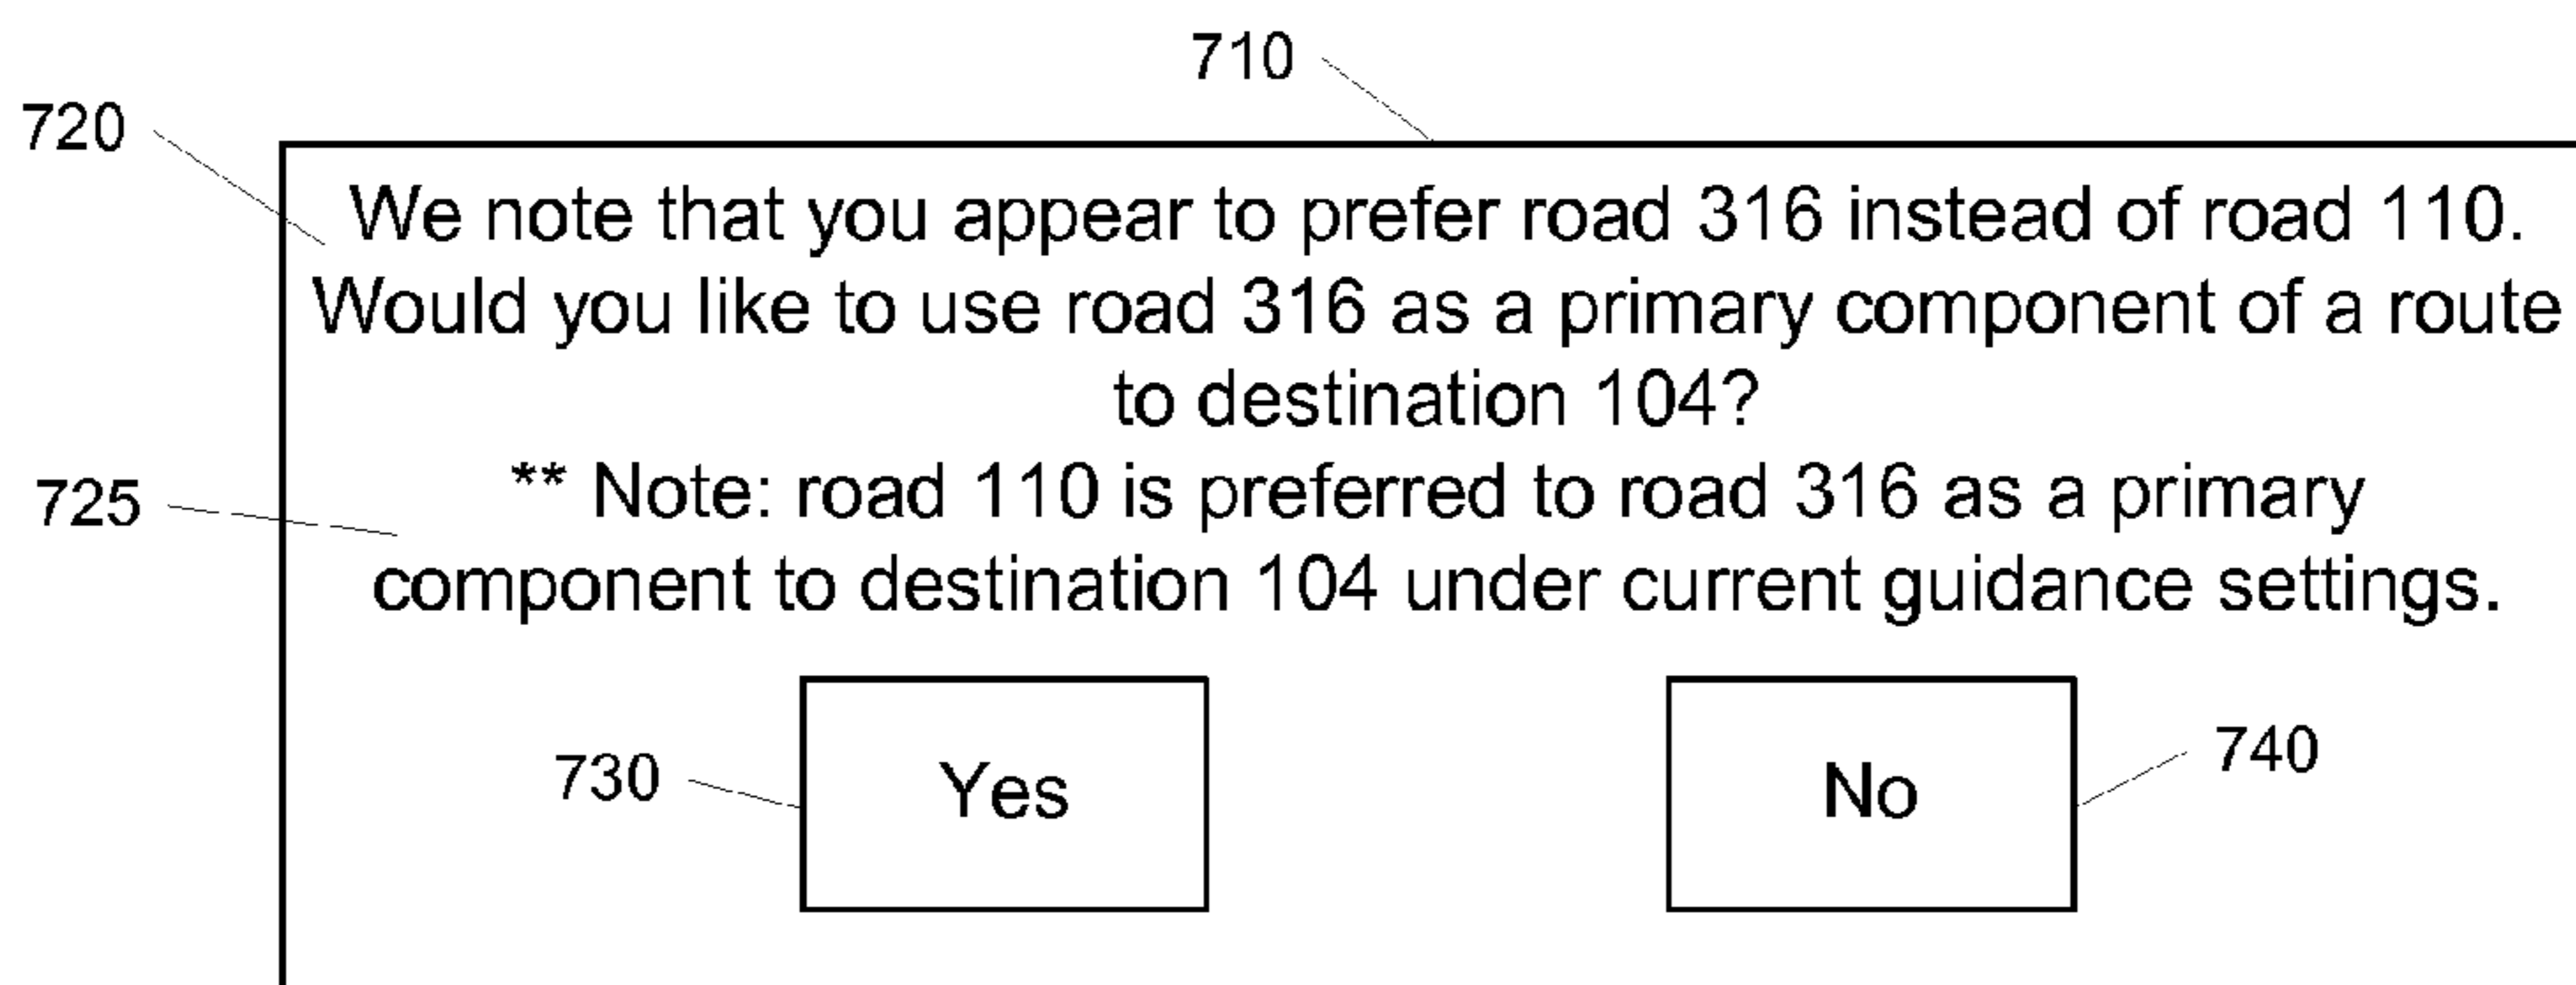 710
720
We note that you appear to prefer road 316 instead of road 110.
Would you like to use road 316 as a primary component of a route
to destination 104?
725
** Note: road 110 is preferred to road 316 as a primary
component to destination 104 under current guidance settings.
730
Yes
No
740